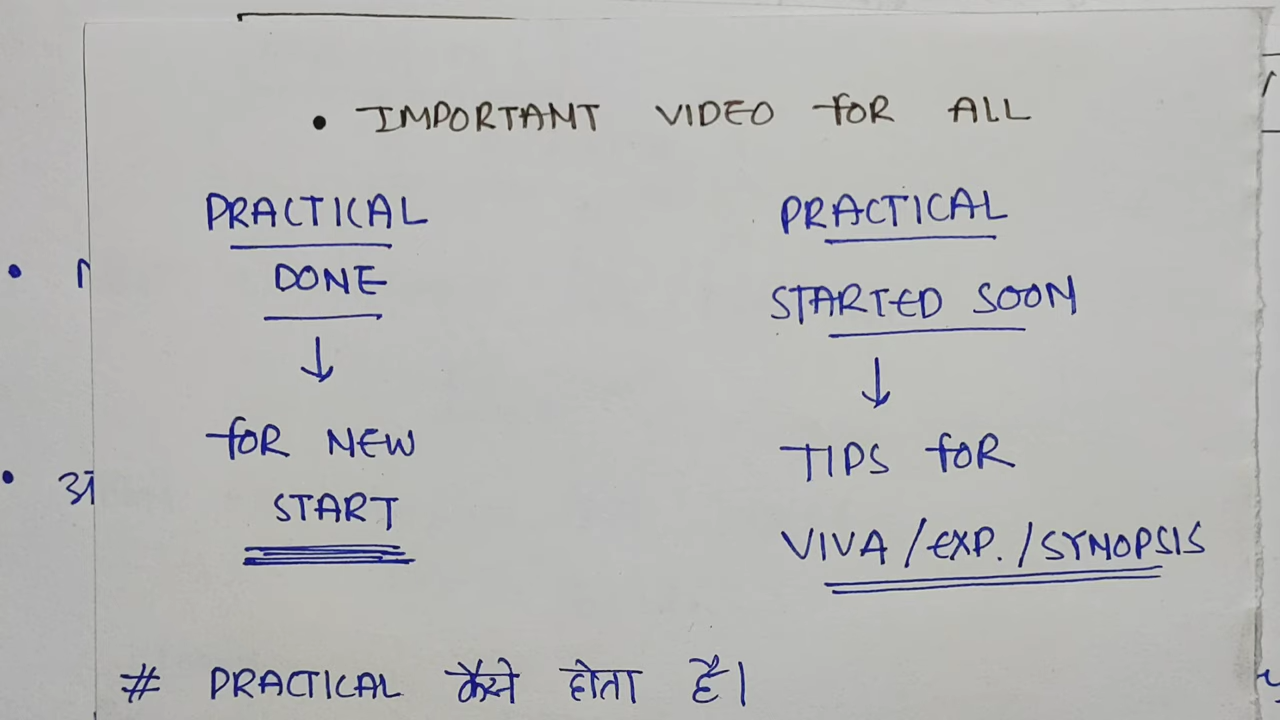 • IMPORTANT VIDEO FOR ALL
PRACTICAL
DONE
↓
FOR NEW
START
PRACTICAL
STARTED SOON
↓
TIPS FOR
VIVA / EXP. / SYNOPSIS
# PRACTICAL कैसे होता है।